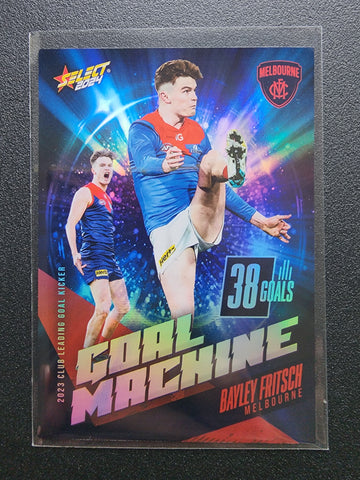 SELECT
2024
MELBOURNE
2023 CLUB LEADING GOAL KICKER
38
GOALS
GOAL
MACHINE
BAYLEY FRITSCH
MELBOURNE